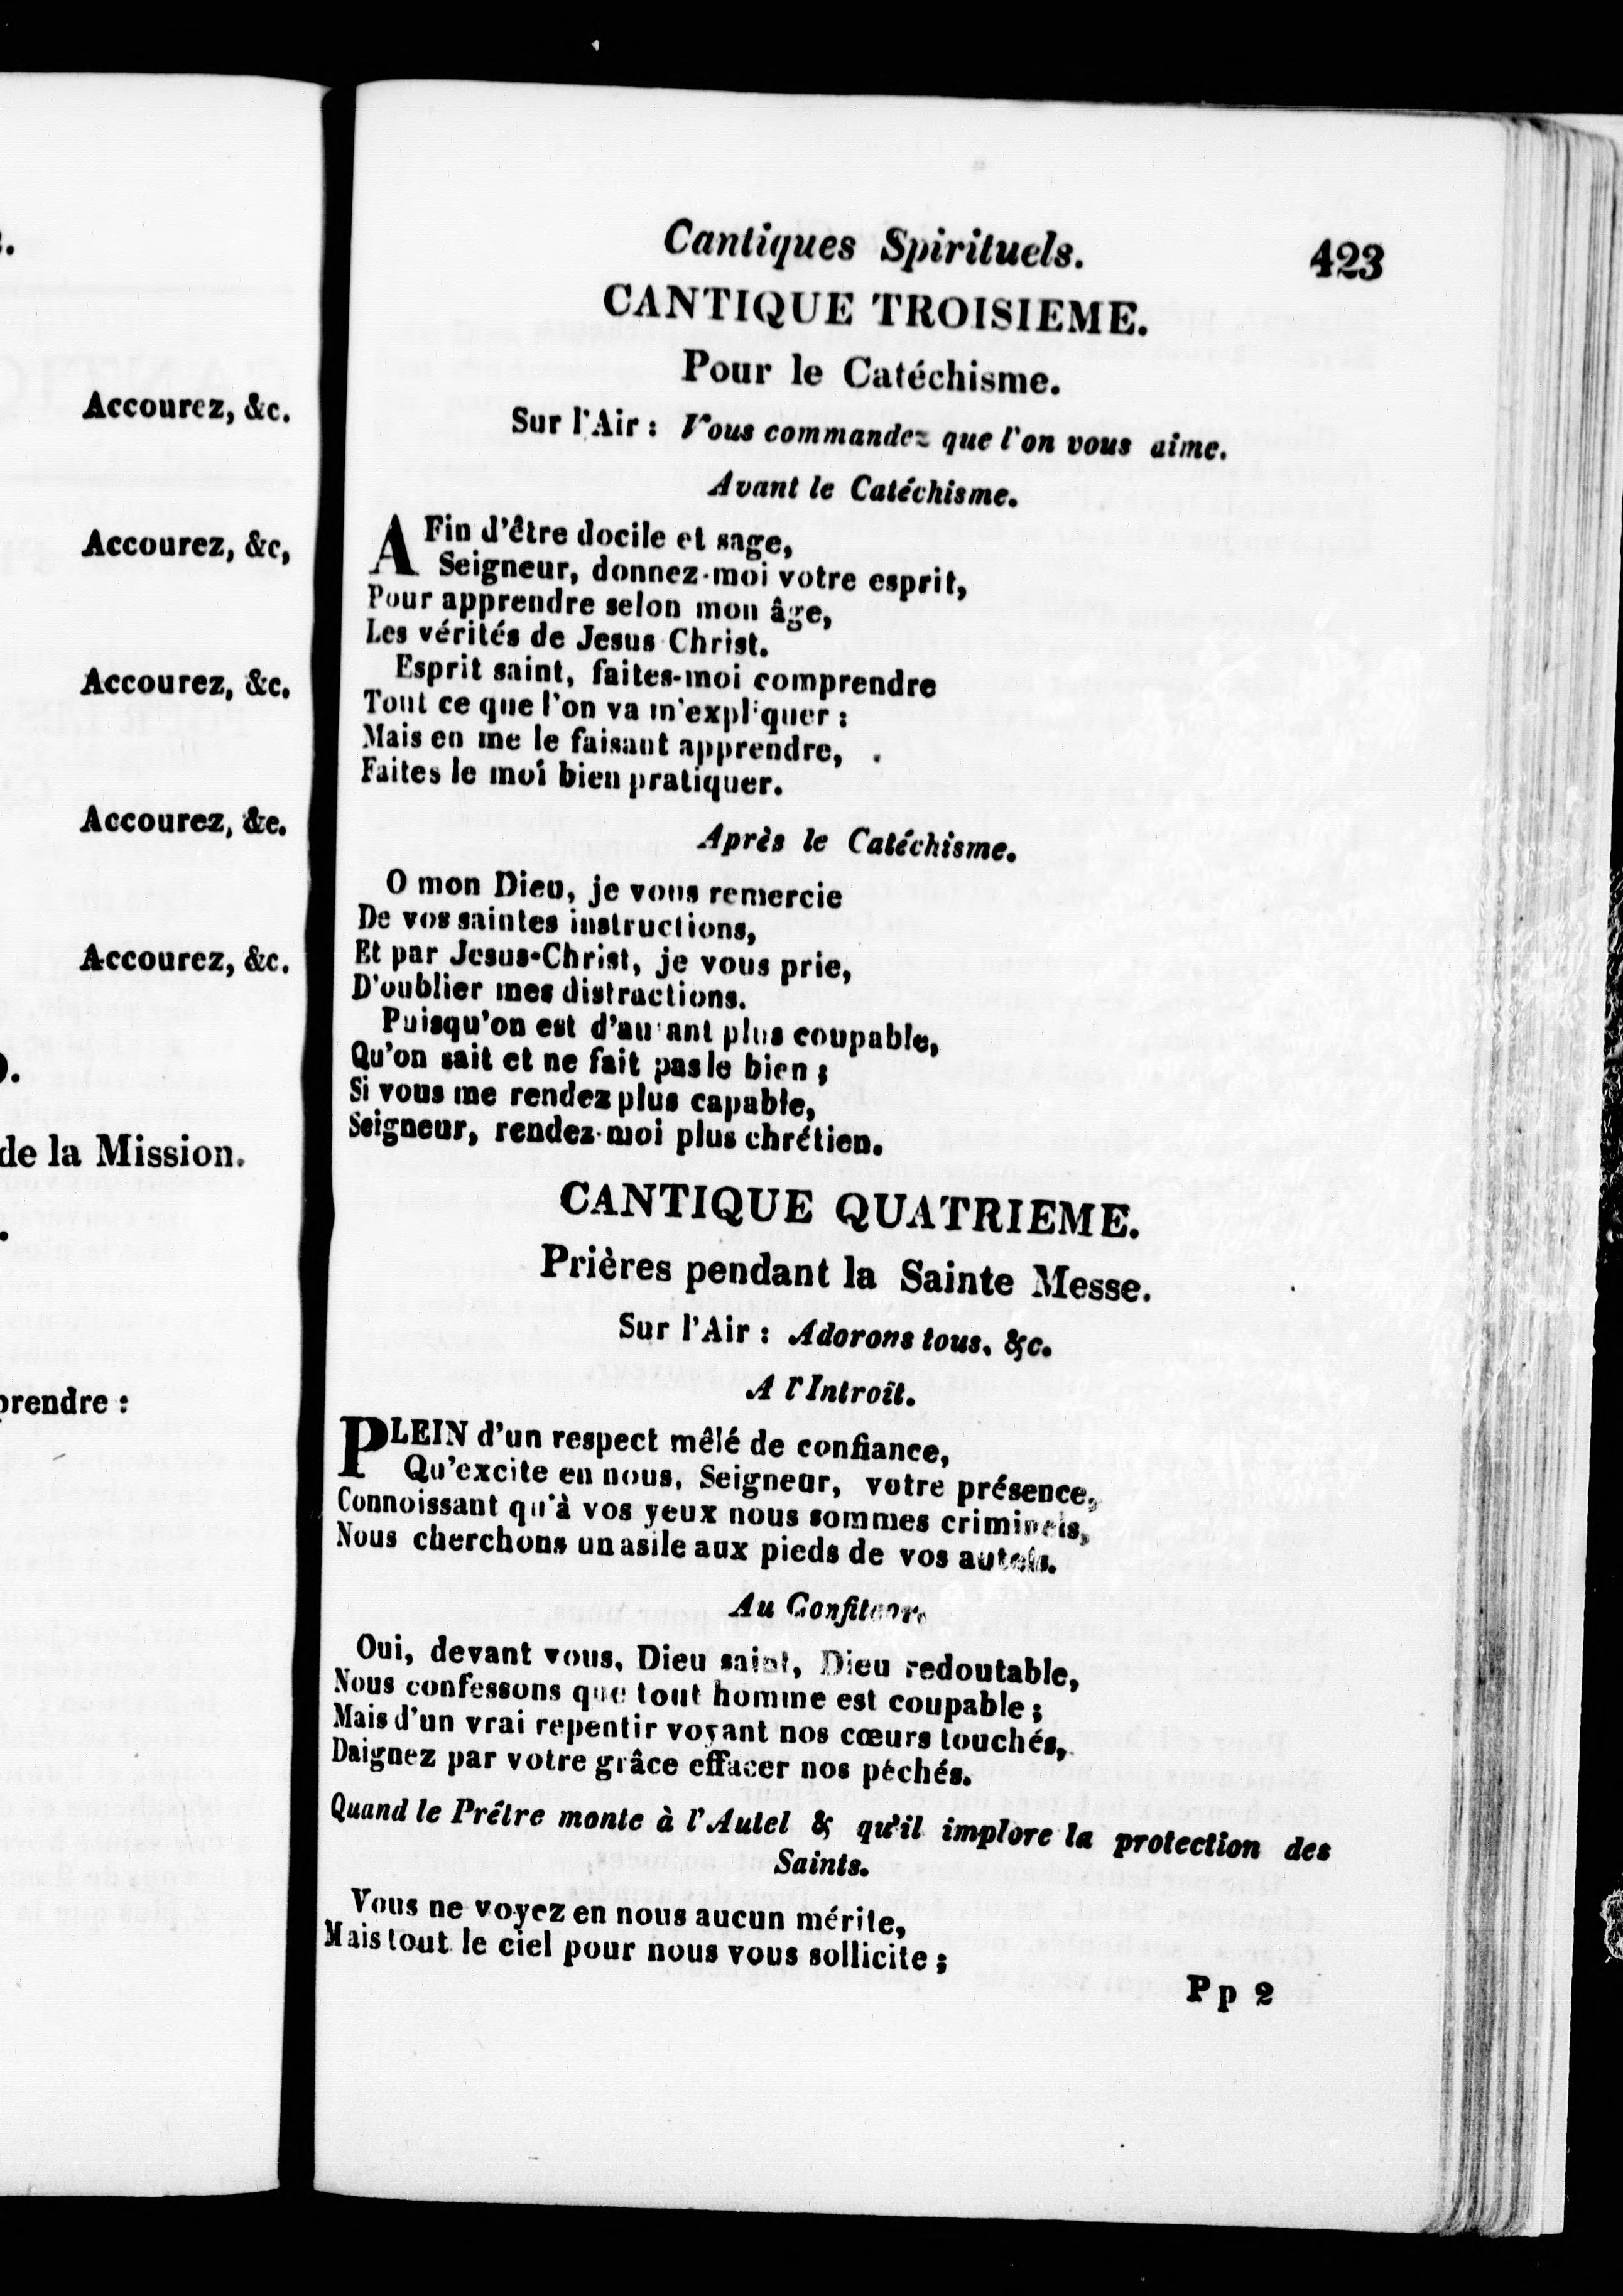 Accourez, &c.
Accourez, &c,
Accourez, &c.
Accourez, &e.
Accourez, &c.
de la Mission.
prendre :
Cantiques Spirituels. 423
CANTIQUE TROISIEME.
Pour le Catéchisme.
Sur l'Air : Vous commandez que l'on vous aime.
Avant le Catéchisme.
AFin d'être docile et sage,
Seigneur, donnez-moi votre esprit,
Pour apprendre selon mon âge,
Les vérités de Jesus Christ.
Esprit saint, faites-moi comprendre
Tout ce que l'on va m'expliquer :
Mais en me le faisant apprendre,
Faites le moi bien pratiquer.
Après le Catéchisme.
O mon Dieu, je vous remercie
De vos saintes instructions,
Et par Jesus-Christ, je vous prie,
D'oublier mes distractions.
Puisqu'on est d'autant plus coupable,
Qu'on sait et ne fait pas le bien ;
Si vous me rendez plus capable,
Seigneur, rendez-moi plus chrétien.
CANTIQUE QUATRIEME.
Prières pendant la Sainte Messe.
Sur l'Air : Adorons tous, &c.
A l'Introït.
PLEIN d'un respect mêlé de confiance,
Qu'excite en nous, Seigneur, votre présence,
Connoissant qu'à vos yeux nous sommes criminels,
Nous cherchons un asile aux pieds de vos autels.
Au Confiteor.
Oui, devant vous, Dieu saint, Dieu redoutable,
Nous confessons que tout homme est coupable ;
Mais d'un vrai repentir voyant nos cœurs touchés,
Daignez par votre grâce effacer nos péchés.
Quand le Prêtre monte à l'Autel & qu'il implore la protection des
Saints.
Vous ne voyez en nous aucun mérite,
Mais tout le ciel pour nous vous sollicite ;
Pp 2